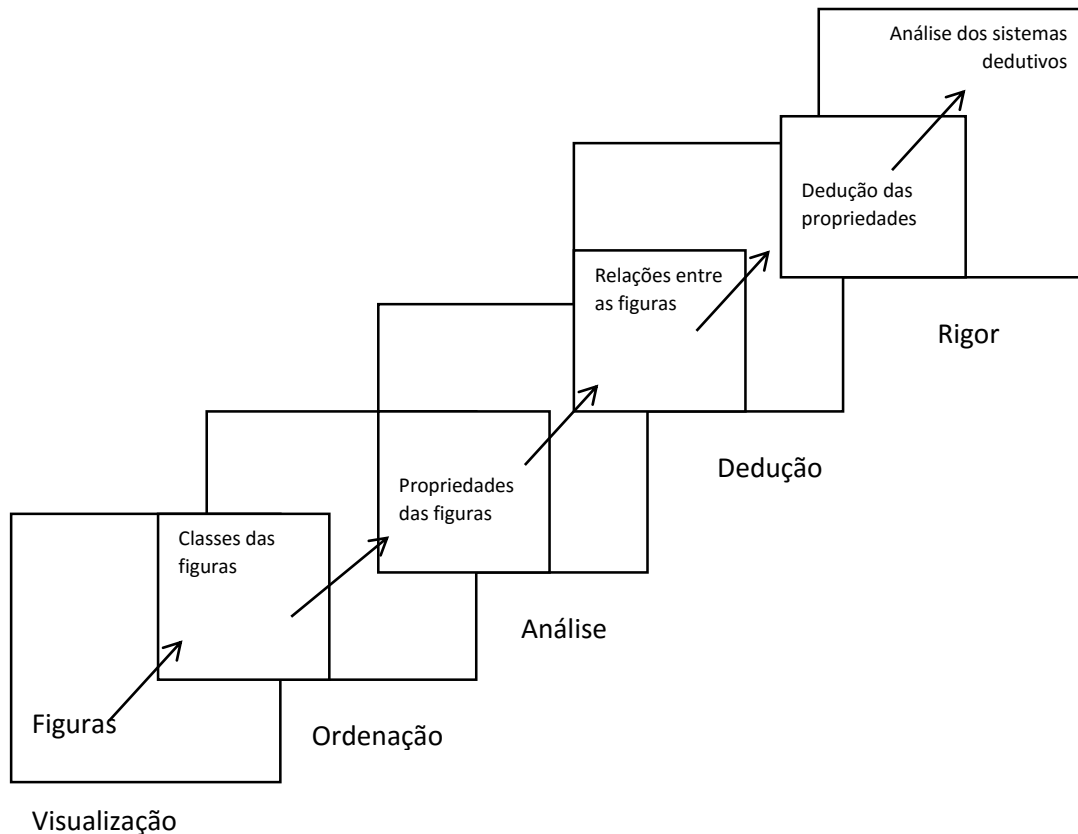 Análise dos sistemas
dedutivos
Dedução das
propriedades
Relações entre
as figuras
Rigor
Dedução
Propriedades
das figuras
Classes das
figuras
Análise
Figuras
Ordenação
Visualização